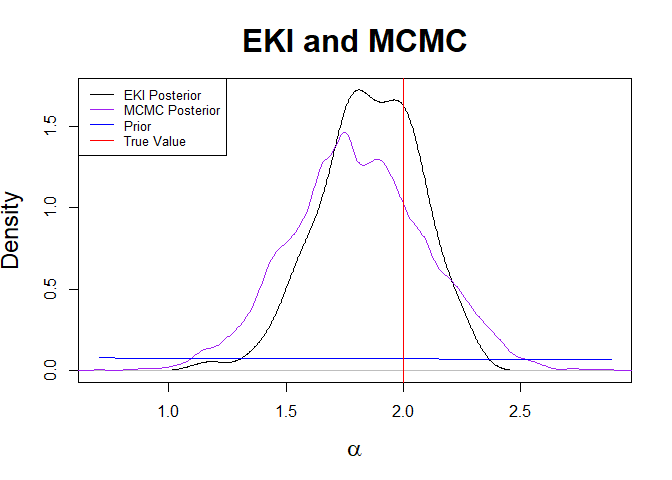 EKI and MCMC
EKI Posterior
MCMC Posterior
Prior
True Value
Density
0.0
0.5
1.0
1.5
1.0 1.5 2.0 2.5
α